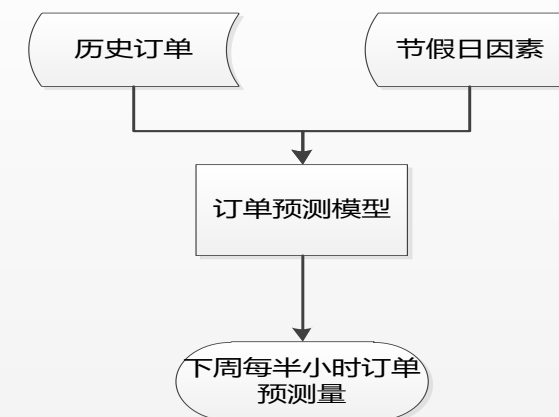 历史订单
节假日因素
订单预测模型
下周每半小时订单
预测量